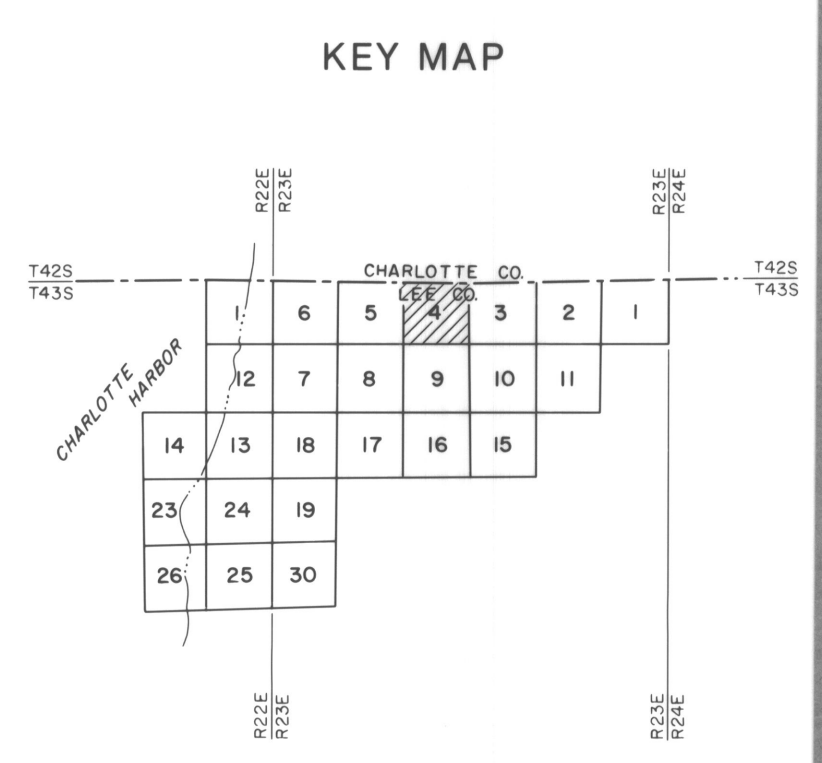 KEY MAP
R22E
R23E
R23E
R24E
T42S
CHARLOTTE CO.
T42S
T43S
LEE CO.
T43S
1
6
5
4
3
2
1
CHARLOTTE
HARBOR
12
7
8
9
10
11
14
13
18
17
16
15
23
24
19
26
25
30
R22E
R23E
R23E
R24E